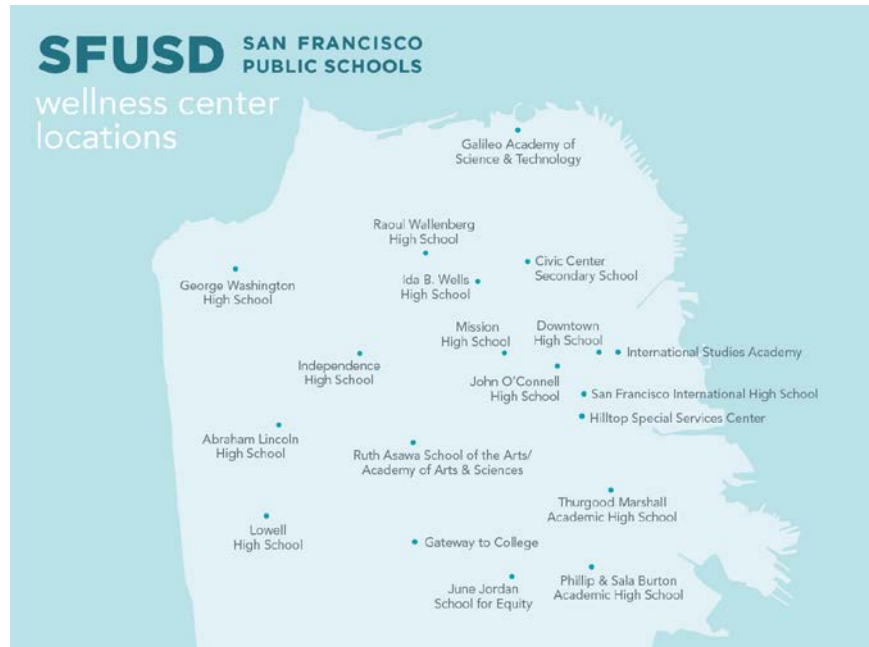 SFUSD SAN FRANCISCO
PUBLIC SCHOOLS
wellness center
locations
Galileo Academy of
Science & Technology
Raoul Wallenberg
High School
Civic Center
Secondary School
George Washington
High School
Ida B. Wells
High School
Mission
High School
Downtown
High School
International Studies Academy
Independence
High School
John O'Connell
High School
San Francisco International High School
Hilltop Special Services Center
Abraham Lincoln
High School
Ruth Asawa School of the Arts/
Academy of Arts & Sciences
Thurgood Marshall
Academic High School
Lowell
High School
Gateway to College
June Jordan
School for Equity
Phillip & Sala Burton
Academic High School